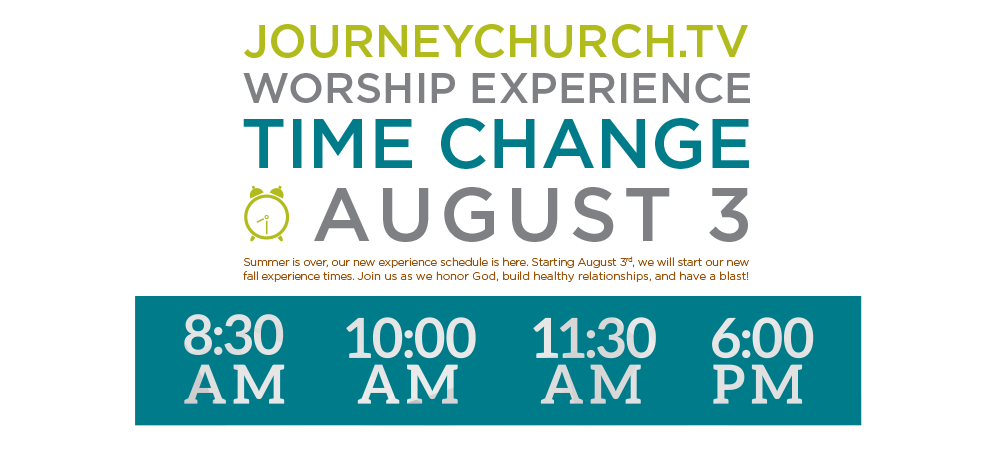 JOURNEYCHURCH.TV
WORSHIP EXPERIENCE
TIME CHANGE
AUGUST 3
Summer is over, our new experience schedule is here. Starting August 3rd, we will start our new
fall experience times. Join us as we honor God, build healthy relationships, and have a blast!
8:30 10:00 11:30 6:00
AM AM AM PM